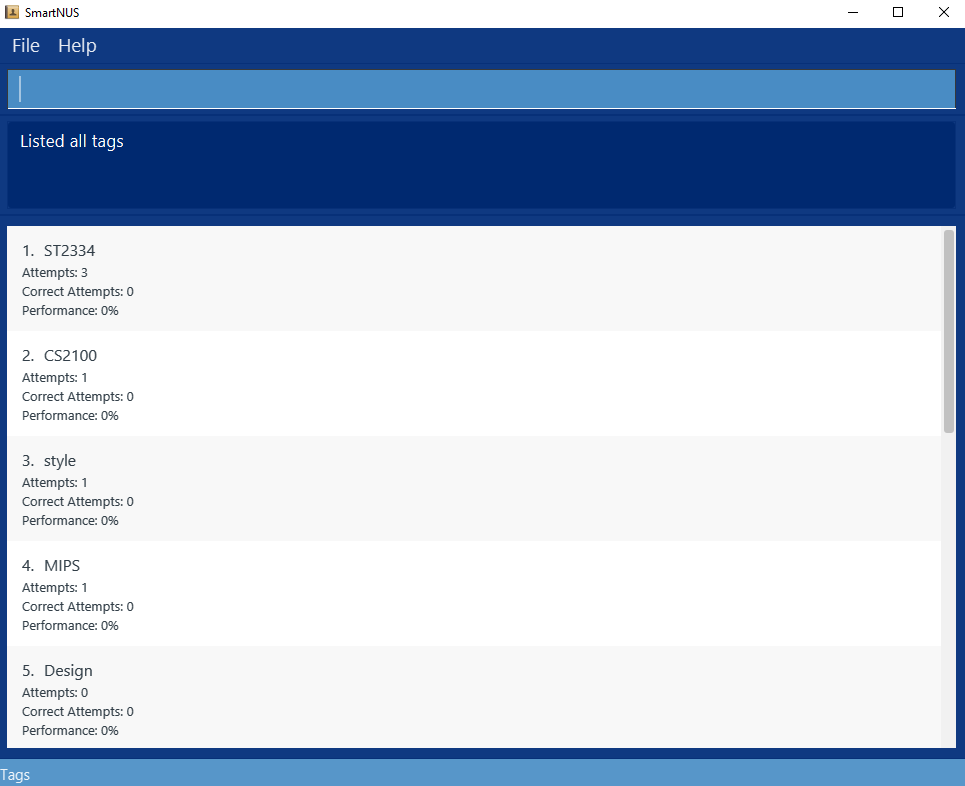 SmartNUS
File Help
Listed all tags
1. ST2334
Attempts: 3
Correct Attempts: 0
Performance: 0%
2. CS2100
Attempts: 1
Correct Attempts: 0
Performance: 0%
3. style
Attempts: 1
Correct Attempts: 0
Performance: 0%
4. MIPS
Attempts: 1
Correct Attempts: 0
Performance: 0%
5. Design
Attempts: 0
Correct Attempts: 0
Performance: 0%
Tags